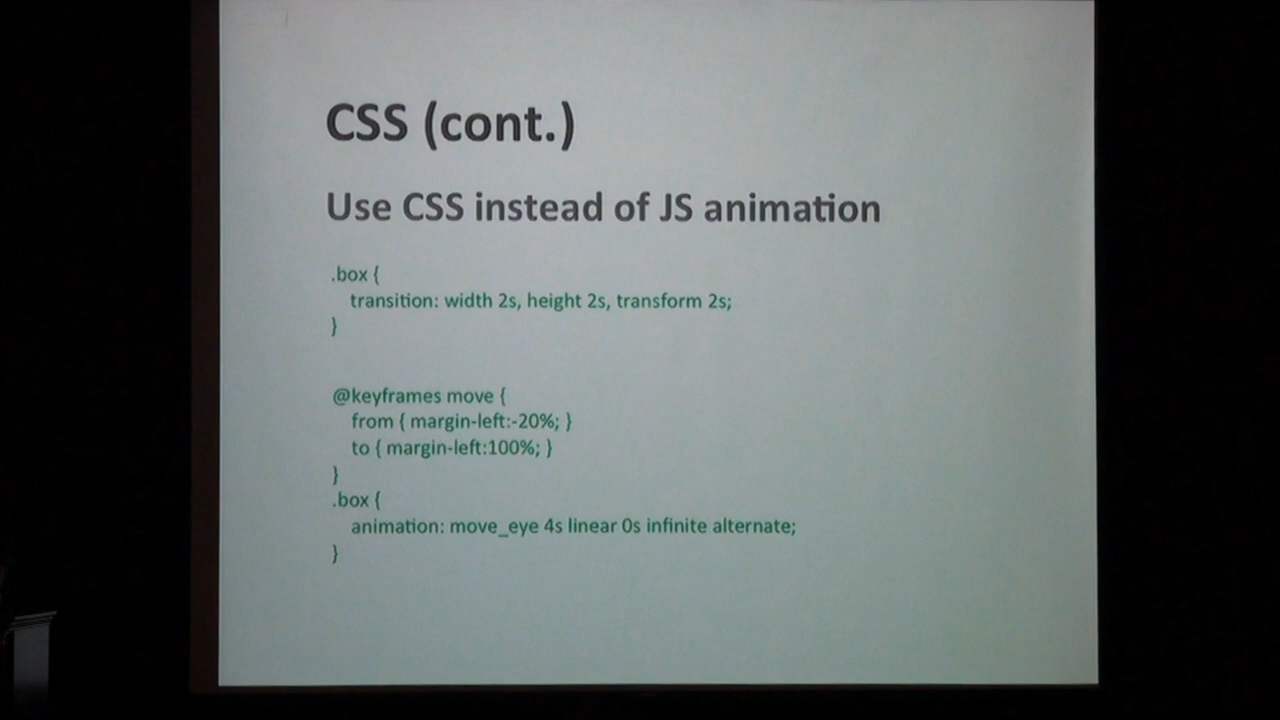 CSS (cont.)
Use CSS instead of JS animation
.box {
transition: width 2s, height 2s, transform 2s;
}
@keyframes move {
from { margin-left:-20%; }
to { margin-left:100%; }
}
.box {
animation: move_eye 4s linear 0s infinite alternate;
}